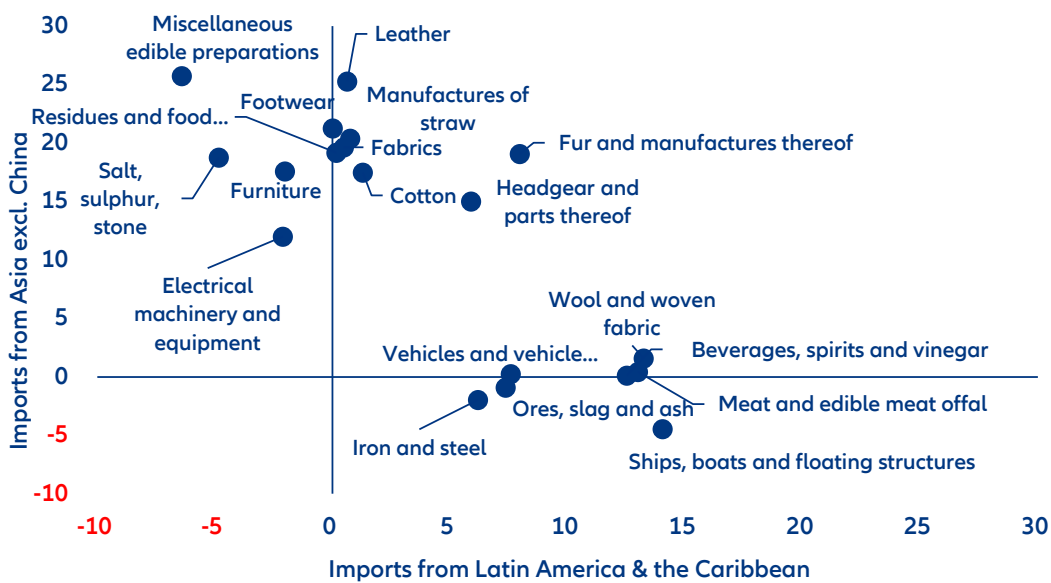 30
25
20
15
10
5
0
-5
-10
Imports from Asia excl. China
Miscellaneous
edible preparations
Leather
Footwear
Manufactures of
straw
Residues and food...
Fabrics
Fur and manufactures thereof
Salt,
sulphur,
stone
Furniture
Cotton
Headgear and
parts thereof
Electrical
machinery and
equipment
Wool and woven
fabric
Vehicles and vehicle...
Beverages, spirits and vinegar
Ores, slag and ash
Meat and edible meat offal
Iron and steel
Ships, boats and floating structures
-10
-5
0
5
10
15
20
25
30
Imports from Latin America & the Caribbean